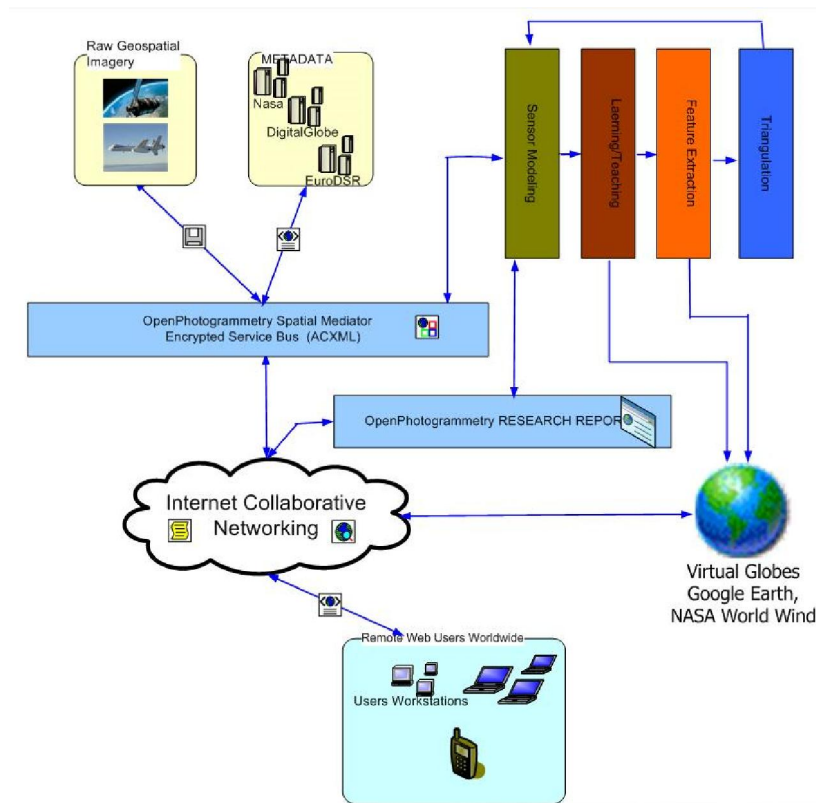 Raw Geospatial
Imagery
METADATA
Nasa
DigitalGlobe
EuroDSR
Sensor Modeling
Laerning/Teaching
Feature Extraction
Triangulation
OpenPhotogrammetry Spatial Mediator
Encrypted Service Bus (ACXML)
OpenPhotogrammetry RESEARCH REPOR
Internet Collaborative
Networking
Virtual Globes
Google Earth,
NASA World Wind
Remote Web Users Worldwide
Users Workstations